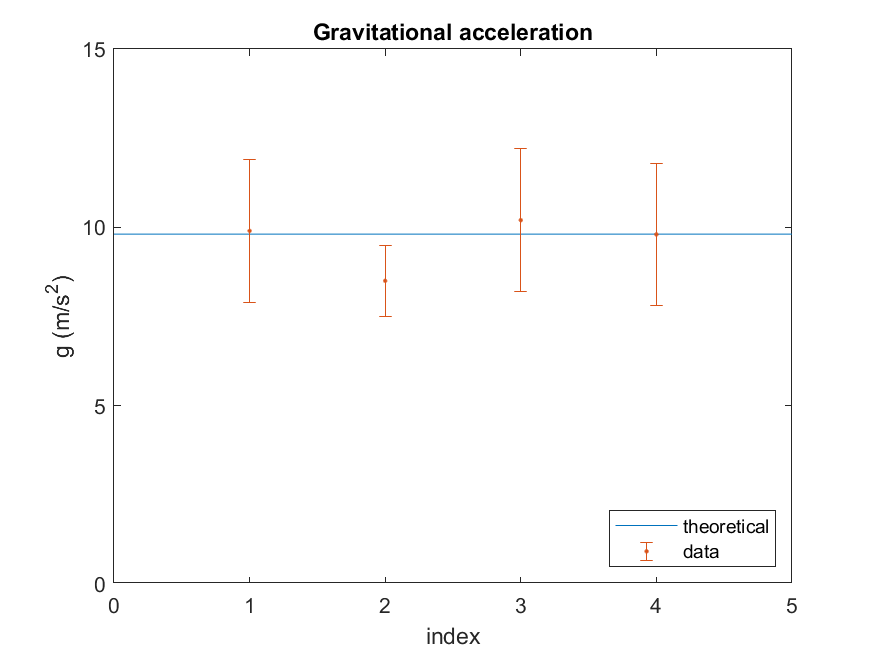 Gravitational acceleration
15
10
5
0
g (m/s²)
0 1 2 3 4 5
index
theoretical
data